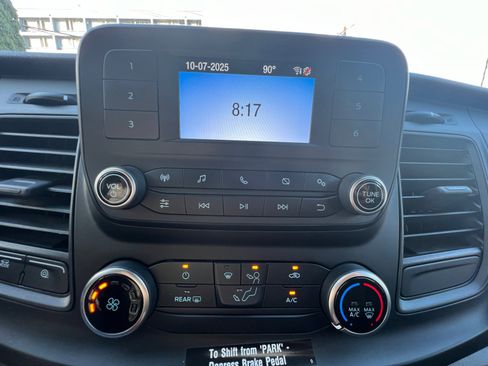 10-07-2025 90°
8:17
1
2
3
4
5
6
VOL
TUNE
OK
REAR
A/C
MAX
A/C
MAX
To Shift from 'PARK' -
Depress Brake Pedal